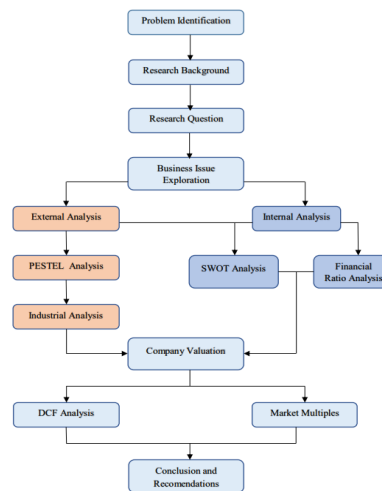 Problem Identification
Research Background
Research Question
Business Issue
Exploration
External Analysis
Internal Analysis
PESTEL Analysis
SWOT Analysis
Financial
Ratio Analysis
Industrial Analysis
Company Valuation
DCF Analysis
Market Multiples
Conclusion and
Recomendations